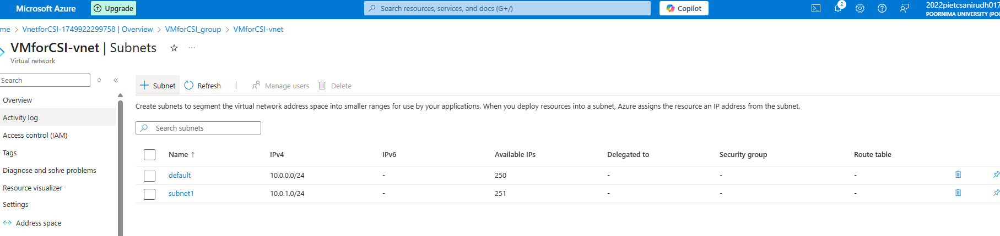 Microsoft Azure
Upgrade
Search resources, services, and docs (G+/)
Copilot
2
2022pietcsanirudh017
POORNIMA UNIVERSITY (POO
me > VnetforCSI-1749922299758 | Overview > VMforCSI_group > VMforCSI-vnet
VMforCSI-vnet | Subnets
Virtual network
Search
Overview
Activity log
Access control (IAM)
Tags
Diagnose and solve problems
Resource visualizer
Settings
Address space
Subnet Refresh | Manage users Delete
Create subnets to segment the virtual network address space into smaller ranges for use by your applications. When you deploy resources into a subnet, Azure assigns the resource an IP address from the subnet.
Search subnets
Name ↑ IPv4 IPv6 Available IPs Delegated to Security group Route table
default 10.0.0.0/24 - 250 - - -
subnet1 10.0.1.0/24 - 251 - - -